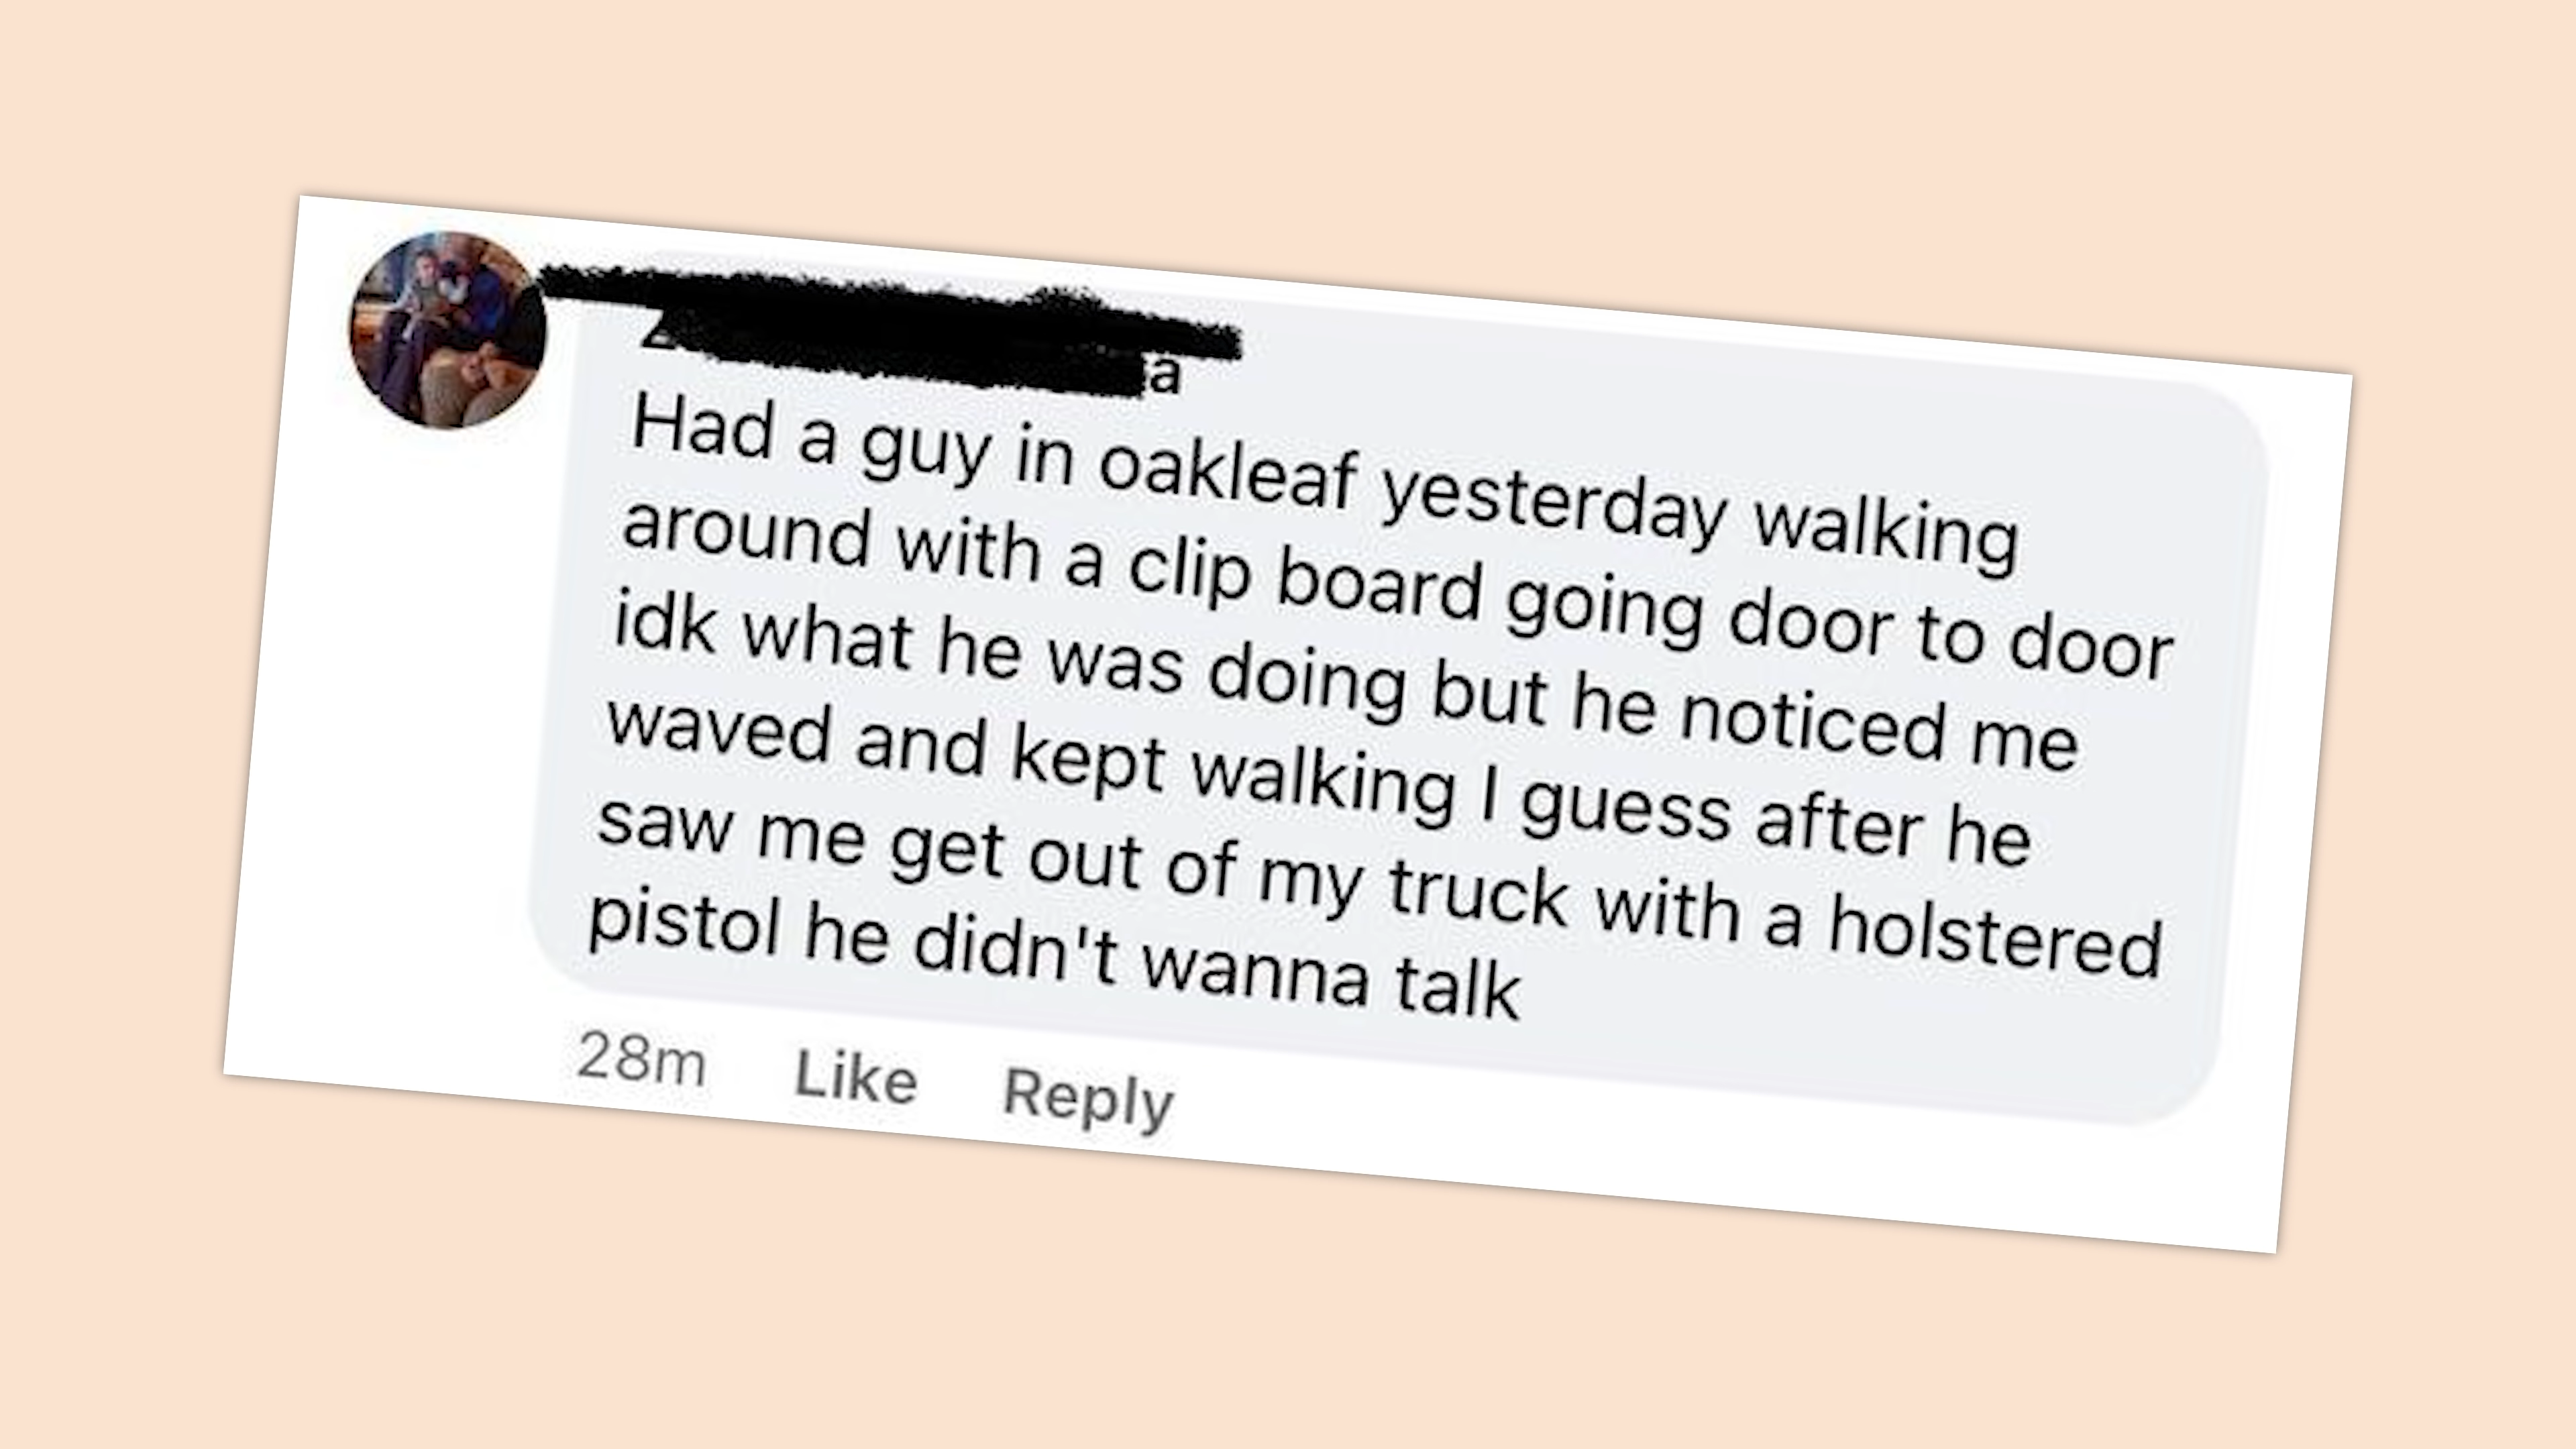 Had a guy in oakleaf yesterday walking
around with a clip board going door to door
idk what he was doing but he noticed me
waved and kept walking I guess after he
saw me get out of my truck with a holstered
pistol he didn't wanna talk
28m Like Reply